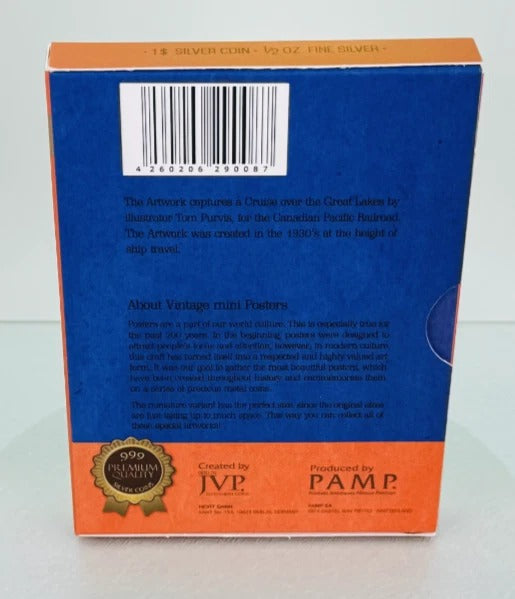 · 1$ SILVER COIN - 1/2 OZ FINE SILVER ·
4 260206 290087
The Artwork captures a Cruise over the Great Lakes by
illustrator Tom Purvis, for the Canadian Pacific Railroad.
The Artwork was created in the 1930's at the height of
ship travel.
About Vintage mini Posters
Posters are a part of our world culture. This is especially true for
the past 200 years. In the beginning, posters were designed to
attract people's focus and attention, however, in modern culture
this craft has turned itself into a respected and highly valued art
form. It was our goal to gather the most beautiful posters, which
have been created throughout history and commemorate them
on a series of precious metal coins.
The miniature variant has the perfect size, since the original sizes
are just taking up to much space. This way you can collect all of
these special artworks!
999
PREMIUM
QUALITY
SILVER COINS
Created by
JVP.
Produced by
PAMP.
PAMP SA